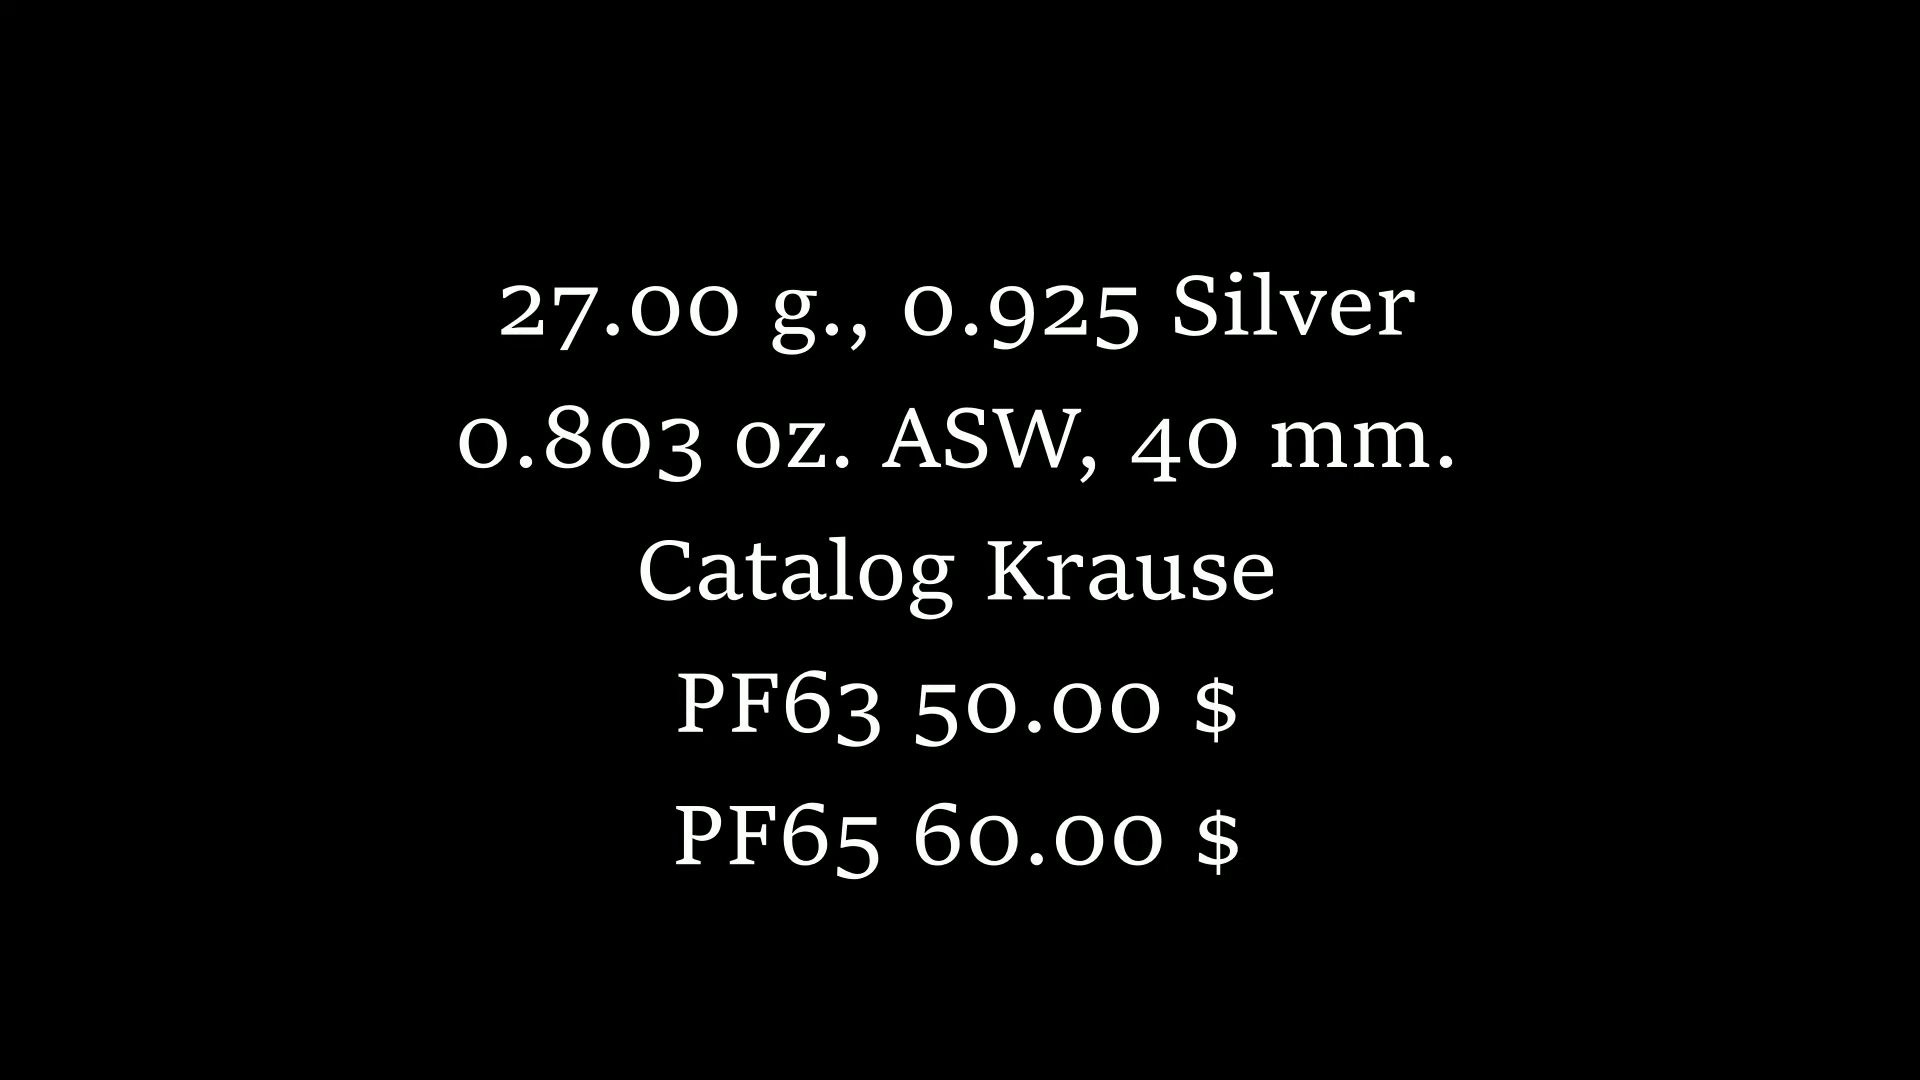 27.00 g., 0.925 Silver
0.803 oz. ASW, 40 mm.
Catalog Krause
PF63 50.00 $
PF65 60.00 $